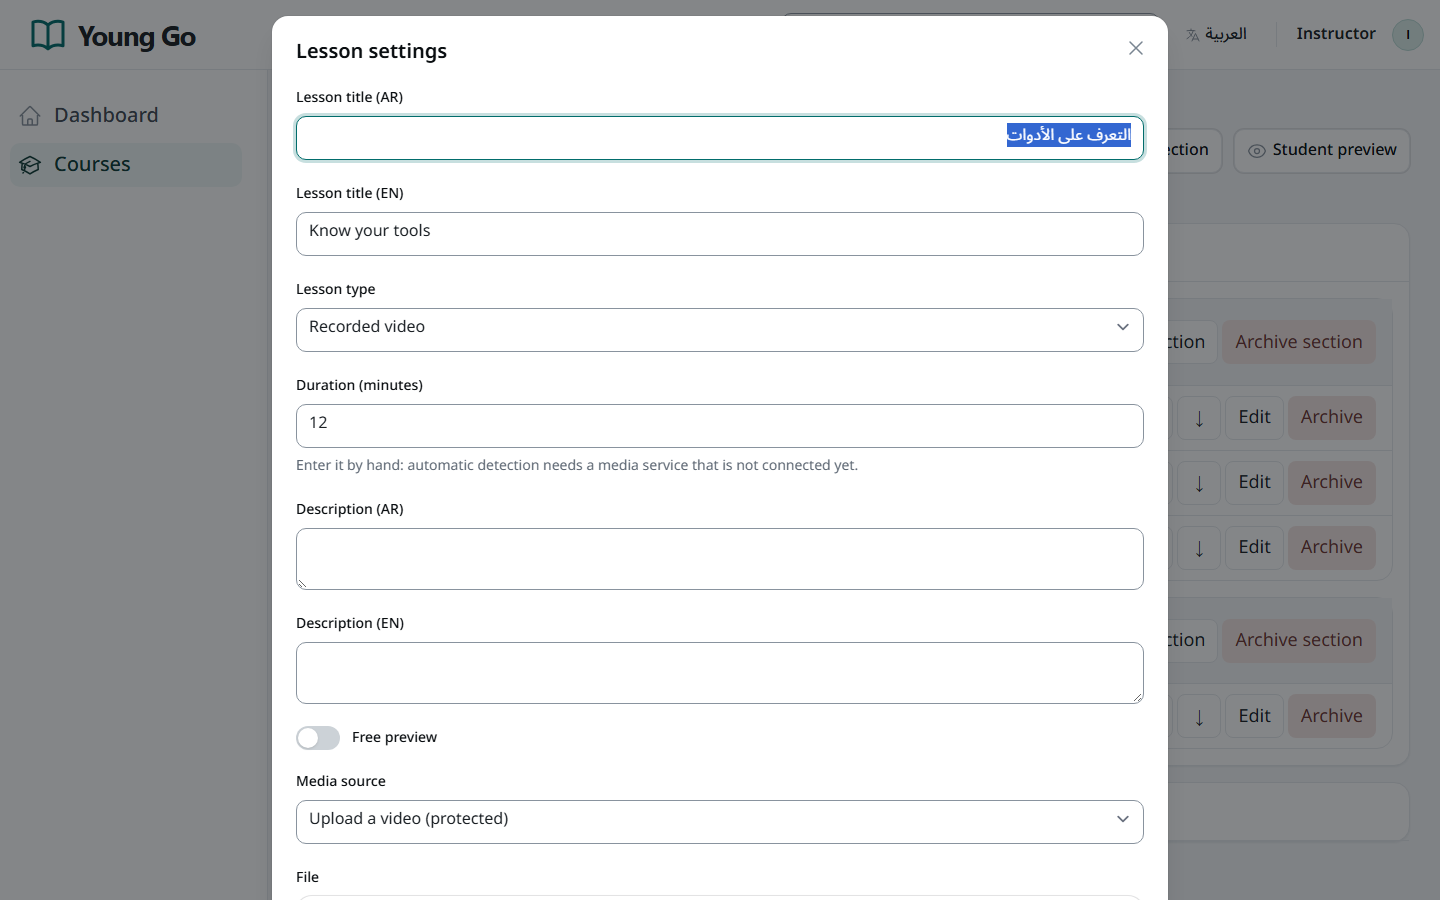 Young Go
العربية
Instructor
I
Dashboard
Courses
Lesson settings
Lesson title (AR)
التعرف على الأدوات
Lesson title (EN)
Know your tools
Lesson type
Recorded video
Duration (minutes)
12
Enter it by hand: automatic detection needs a media service that is not connected yet.
Description (AR)
Description (EN)
Free preview
Media source
Upload a video (protected)
File
Student preview
Archive section
↓ Edit Archive
↓ Edit Archive
↓ Edit Archive
Archive section
↓ Edit Archive